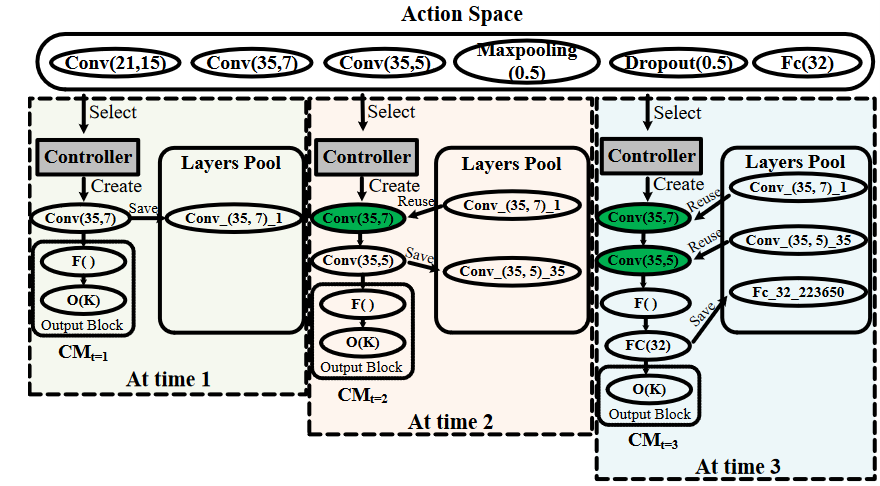 Action Space
Conv(21,15)
Conv(35,7)
Conv(35,5)
Maxpooling
(0.5)
Dropout(0.5)
Fc(32)
Select
Controller
Create
Layers Pool
Conv(35,7)
Save
Conv_(35, 7)_1
F( )
O(K)
Output Block
CMt=1
At time 1
Select
Controller
Create
Layers Pool
Reuse
Conv(35,7)
Conv_(35, 7)_1
Conv(35,5)
Save
Conv_(35, 5)_35
F( )
O(K)
Output Block
CMt=2
At time 2
Select
Controller
Create
Layers Pool
Conv_(35, 7)_1
Reuse
Conv(35,7)
Conv(35,5)
Reuse
Conv_(35, 5)_35
F( )
Fc_32_223650
Save
FC(32)
O(K)
Output Block
CMt=3
At time 3